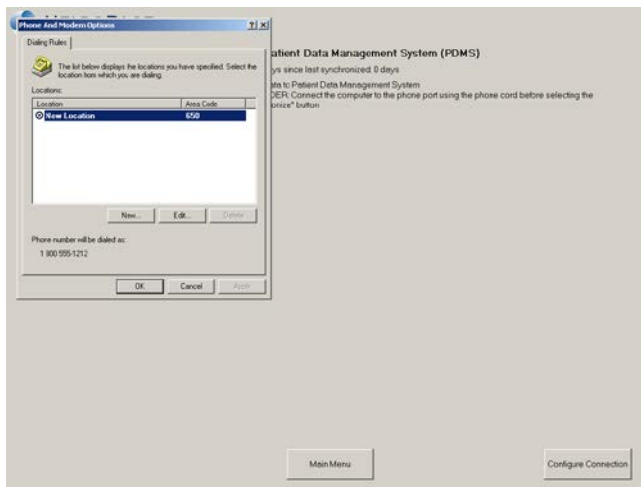 Phone And Modem Options
Dialing Rules
The list below displays the locations you have specified. Select the
location from which you are dialing.
Locations:
Location Area Code
New Location 650
New... Edit... Delete
Phone number will be dialed as:
1 800 555-1212
OK Cancel Apply
atient Data Management System (PDMS)
ys since last synchronized: 0 days
ata to Patient Data Management System
DER: Connect the computer to the phone port using the phone cord before selecting the
onize" button
Main Menu
Configure Connection